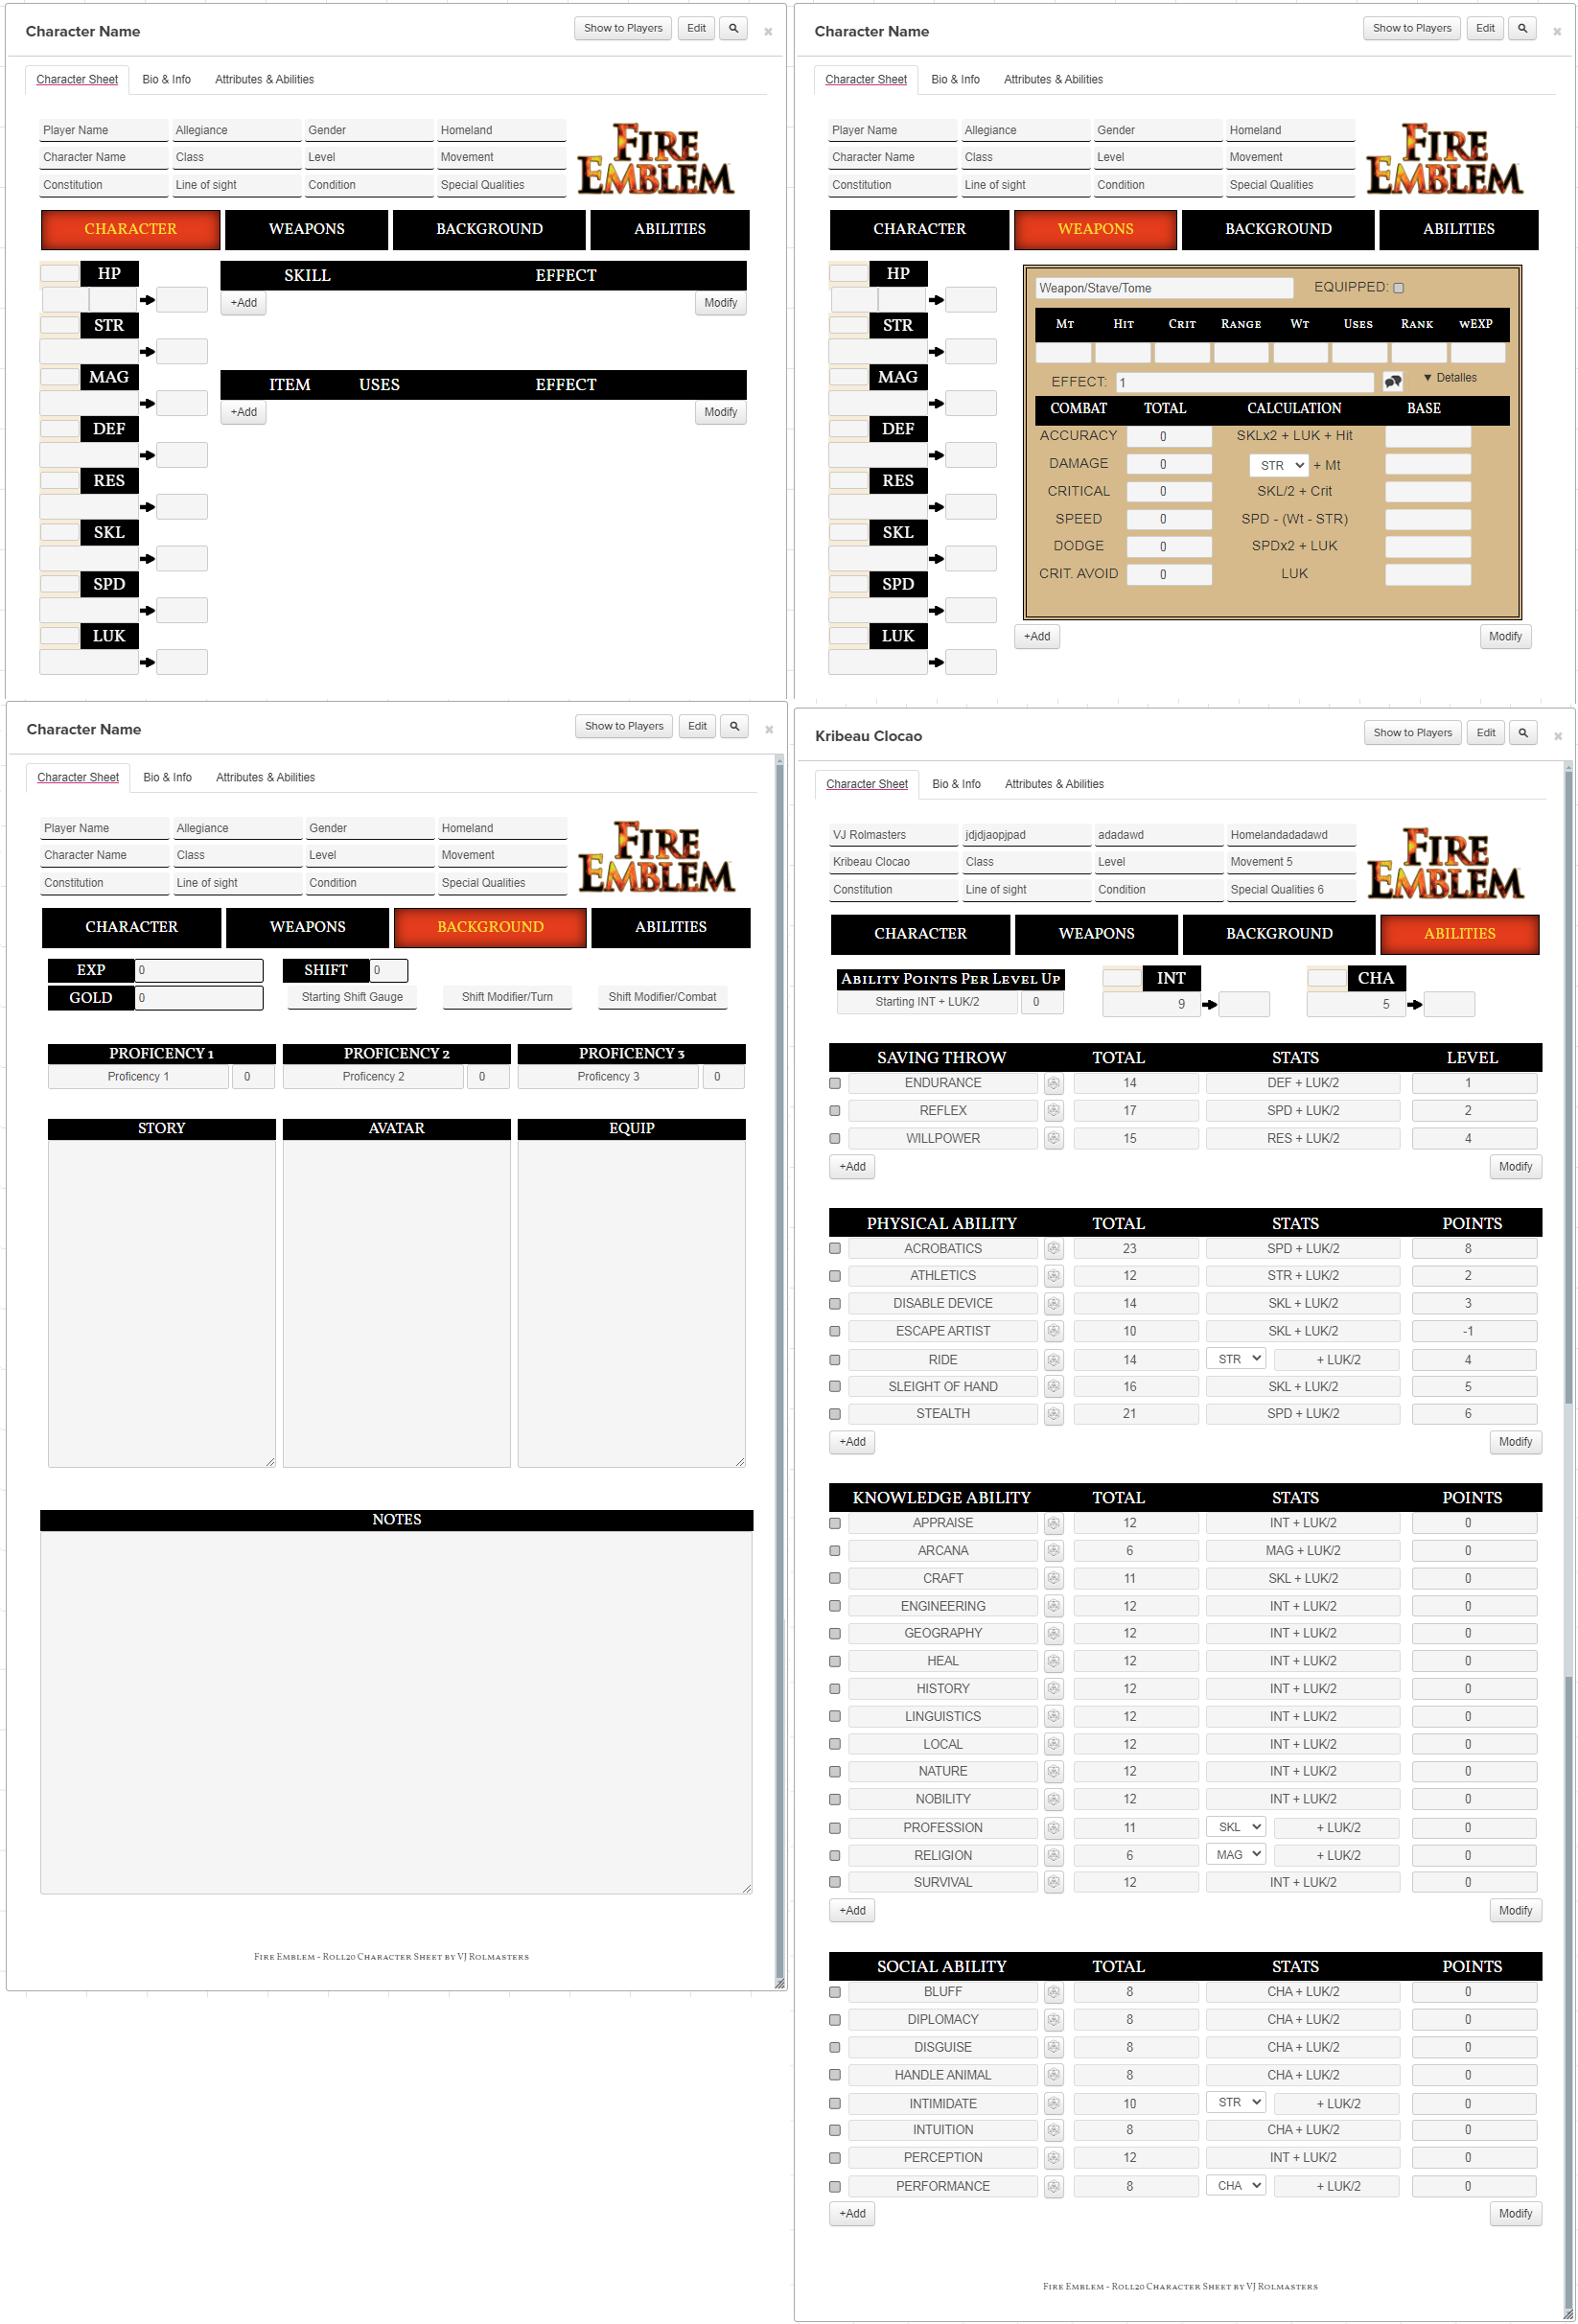 Character Name
Show to Players Edit
Character Sheet Bio & Info Attributes & Abilities
Player Name Allegiance Gender Homeland
Character Name Class Level Movement
Constitution Line of sight Condition Special Qualities
FIRE EMBLEM
CHARACTER WEAPONS BACKGROUND ABILITIES
HP SKILL EFFECT
+Add Modify
STR
MAG ITEM USES EFFECT
+Add Modify
DEF
RES
SKL
SPD
LUK
Character Name
Show to Players Edit
Character Sheet Bio & Info Attributes & Abilities
Player Name Allegiance Gender Homeland
Character Name Class Level Movement
Constitution Line of sight Condition Special Qualities
FIRE EMBLEM
CHARACTER WEAPONS BACKGROUND ABILITIES
HP
STR
MAG
DEF
RES
SKL
SPD
LUK
Weapon/Stave/Tome EQUIPPED:
Mt Hit Crit Range Wt Uses Rank wEXP
EFFECT: 1 Detalles
COMBAT TOTAL CALCULATION BASE
ACCURACY 0 SKLx2 + LUK + Hit
DAMAGE 0 STR + Mt
CRITICAL 0 SKL/2 + Crit
SPEED 0 SPD - (Wt - STR)
DODGE 0 SPDx2 + LUK
CRIT. AVOID 0 LUK
+Add Modify
Character Name
Show to Players Edit
Character Sheet Bio & Info Attributes & Abilities
Player Name Allegiance Gender Homeland
Character Name Class Level Movement
Constitution Line of sight Condition Special Qualities
FIRE EMBLEM
CHARACTER WEAPONS BACKGROUND ABILITIES
EXP 0 SHIFT 0
GOLD 0 Starting Shift Gauge Shift Modifier/Turn Shift Modifier/Combat
PROFICENCY 1 PROFICENCY 2 PROFICENCY 3
Proficency 1 0 Proficency 2 0 Proficency 3 0
STORY AVATAR EQUIP
NOTES
Fire Emblem - Roll20 Character Sheet by VJ Rolmasters
Kribeau Clocao
Show to Players Edit
Character Sheet Bio & Info Attributes & Abilities
VJ Rolmasters jdjdjaopjpad adadawd Homelandadadawd
Kribeau Clocao Class Level Movement 5
Constitution Line of sight Condition Special Qualities 6
FIRE EMBLEM
CHARACTER WEAPONS BACKGROUND ABILITIES
Ability Points Per Level Up INT CHA
Starting INT + LUK/2 0 9 5
SAVING THROW TOTAL STATS LEVEL
ENDURANCE 14 DEF + LUK/2 1
REFLEX 17 SPD + LUK/2 2
WILLPOWER 15 RES + LUK/2 4
+Add Modify
PHYSICAL ABILITY TOTAL STATS POINTS
ACROBATICS 23 SPD + LUK/2 8
ATHLETICS 12 STR + LUK/2 2
DISABLE DEVICE 14 SKL + LUK/2 3
ESCAPE ARTIST 10 SKL + LUK/2 -1
RIDE 14 STR + LUK/2 4
SLEIGHT OF HAND 16 SKL + LUK/2 5
STEALTH 21 SPD + LUK/2 6
+Add Modify
KNOWLEDGE ABILITY TOTAL STATS POINTS
APPRAISE 12 INT + LUK/2 0
ARCANA 6 MAG + LUK/2 0
CRAFT 11 SKL + LUK/2 0
ENGINEERING 12 INT + LUK/2 0
GEOGRAPHY 12 INT + LUK/2 0
HEAL 12 INT + LUK/2 0
HISTORY 12 INT + LUK/2 0
LINGUISTICS 12 INT + LUK/2 0
LOCAL 12 INT + LUK/2 0
NATURE 12 INT + LUK/2 0
NOBILITY 12 INT + LUK/2 0
PROFESSION 11 SKL + LUK/2 0
RELIGION 6 MAG + LUK/2 0
SURVIVAL 12 INT + LUK/2 0
+Add Modify
SOCIAL ABILITY TOTAL STATS POINTS
BLUFF 8 CHA + LUK/2 0
DIPLOMACY 8 CHA + LUK/2 0
DISGUISE 8 CHA + LUK/2 0
HANDLE ANIMAL 8 CHA + LUK/2 0
INTIMIDATE 10 STR + LUK/2 0
INTUITION 8 CHA + LUK/2 0
PERCEPTION 12 INT + LUK/2 0
PERFORMANCE 8 CHA + LUK/2 0
+Add Modify
Fire Emblem - Roll20 Character Sheet by VJ Rolmasters